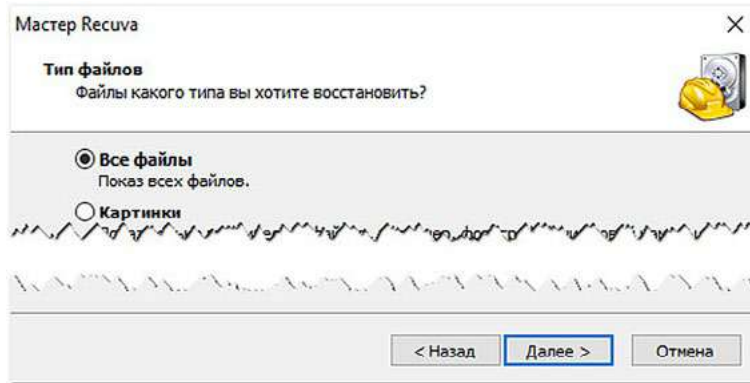 Мастер Recuva
Тип файлов
Файлы какого типа вы хотите восстановить?
Все файлы
Показ всех файлов.
Картинки
< Назад
Далее >
Отмена